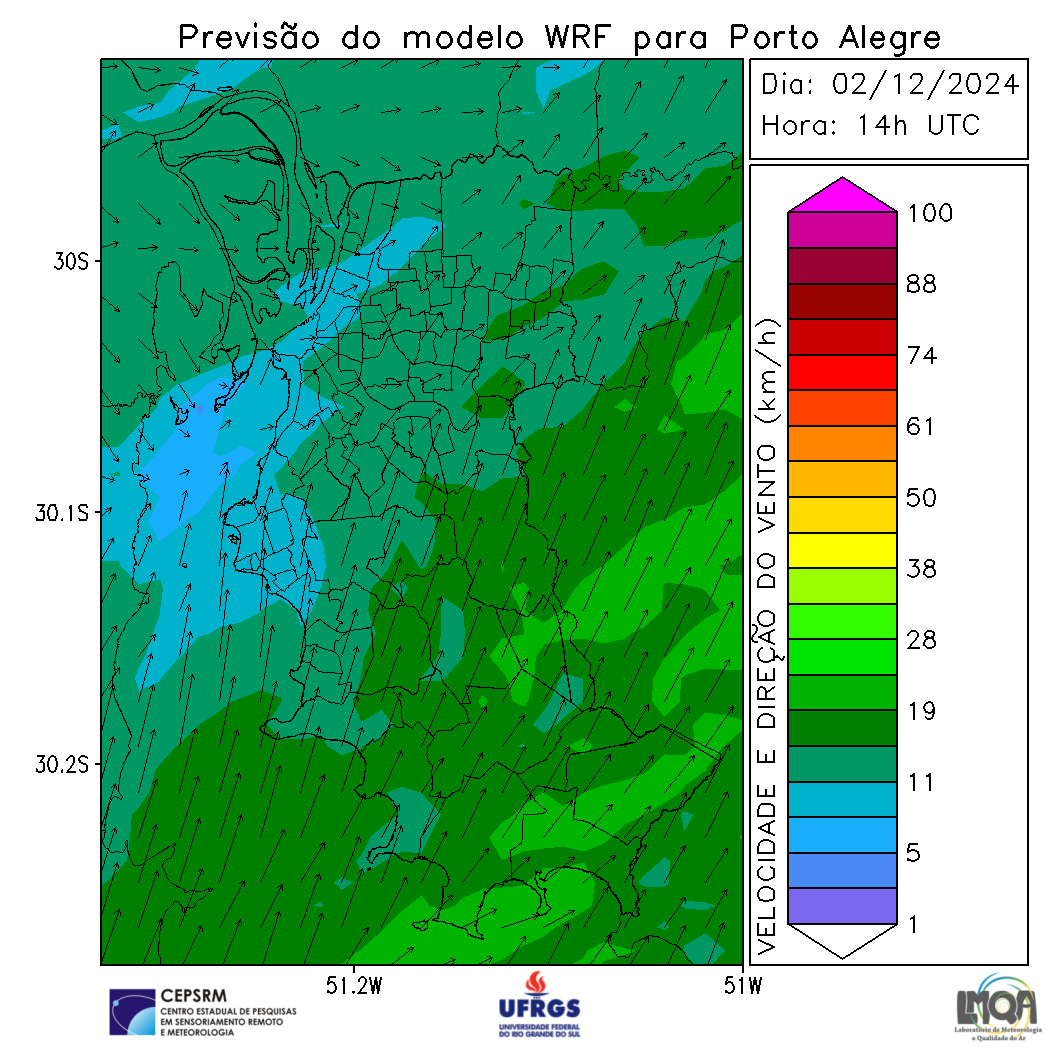 Previsão do modelo WRF para Porto Alegre
Dia: 02/12/2024
Hora: 14h UTC
30S
30.1S
30.2S
51.2W
51W
VELOCIDADE E DIREÇÃO DO VENTO (km/h)
100
88
74
61
50
38
28
19
11
5
1
CEPSRM
CENTRO ESTADUAL DE PESQUISAS
EM SENSORIAMENTO REMOTO
E METEOROLOGIA
UFRGS
UNIVERSIDADE FEDERAL
DO RIO GRANDE DO SUL
LMQA
Laboratório de Meteorologia
e Qualidade do Ar